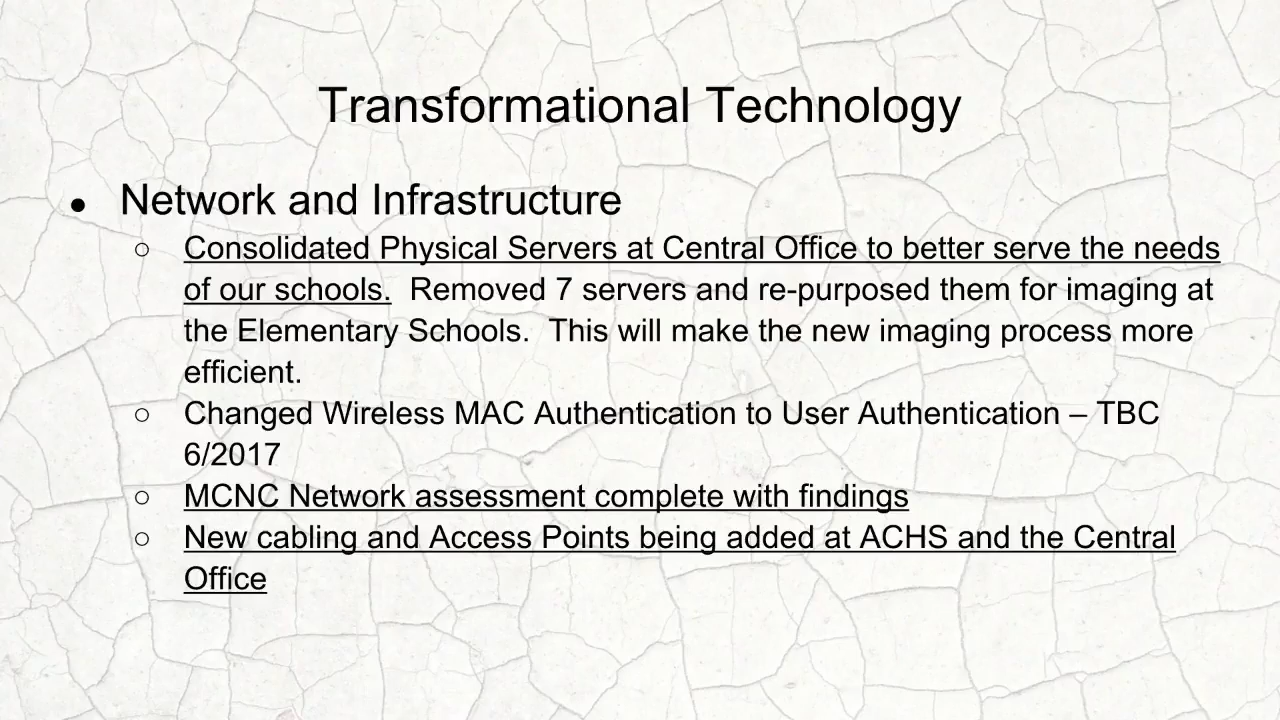 Transformational Technology
● Network and Infrastructure
○ Consolidated Physical Servers at Central Office to better serve the needs
of our schools.  Removed 7 servers and re-purposed them for imaging at
the Elementary Schools.  This will make the new imaging process more
efficient.
○ Changed Wireless MAC Authentication to User Authentication – TBC
6/2017
○ MCNC Network assessment complete with findings
○ New cabling and Access Points being added at ACHS and the Central
Office